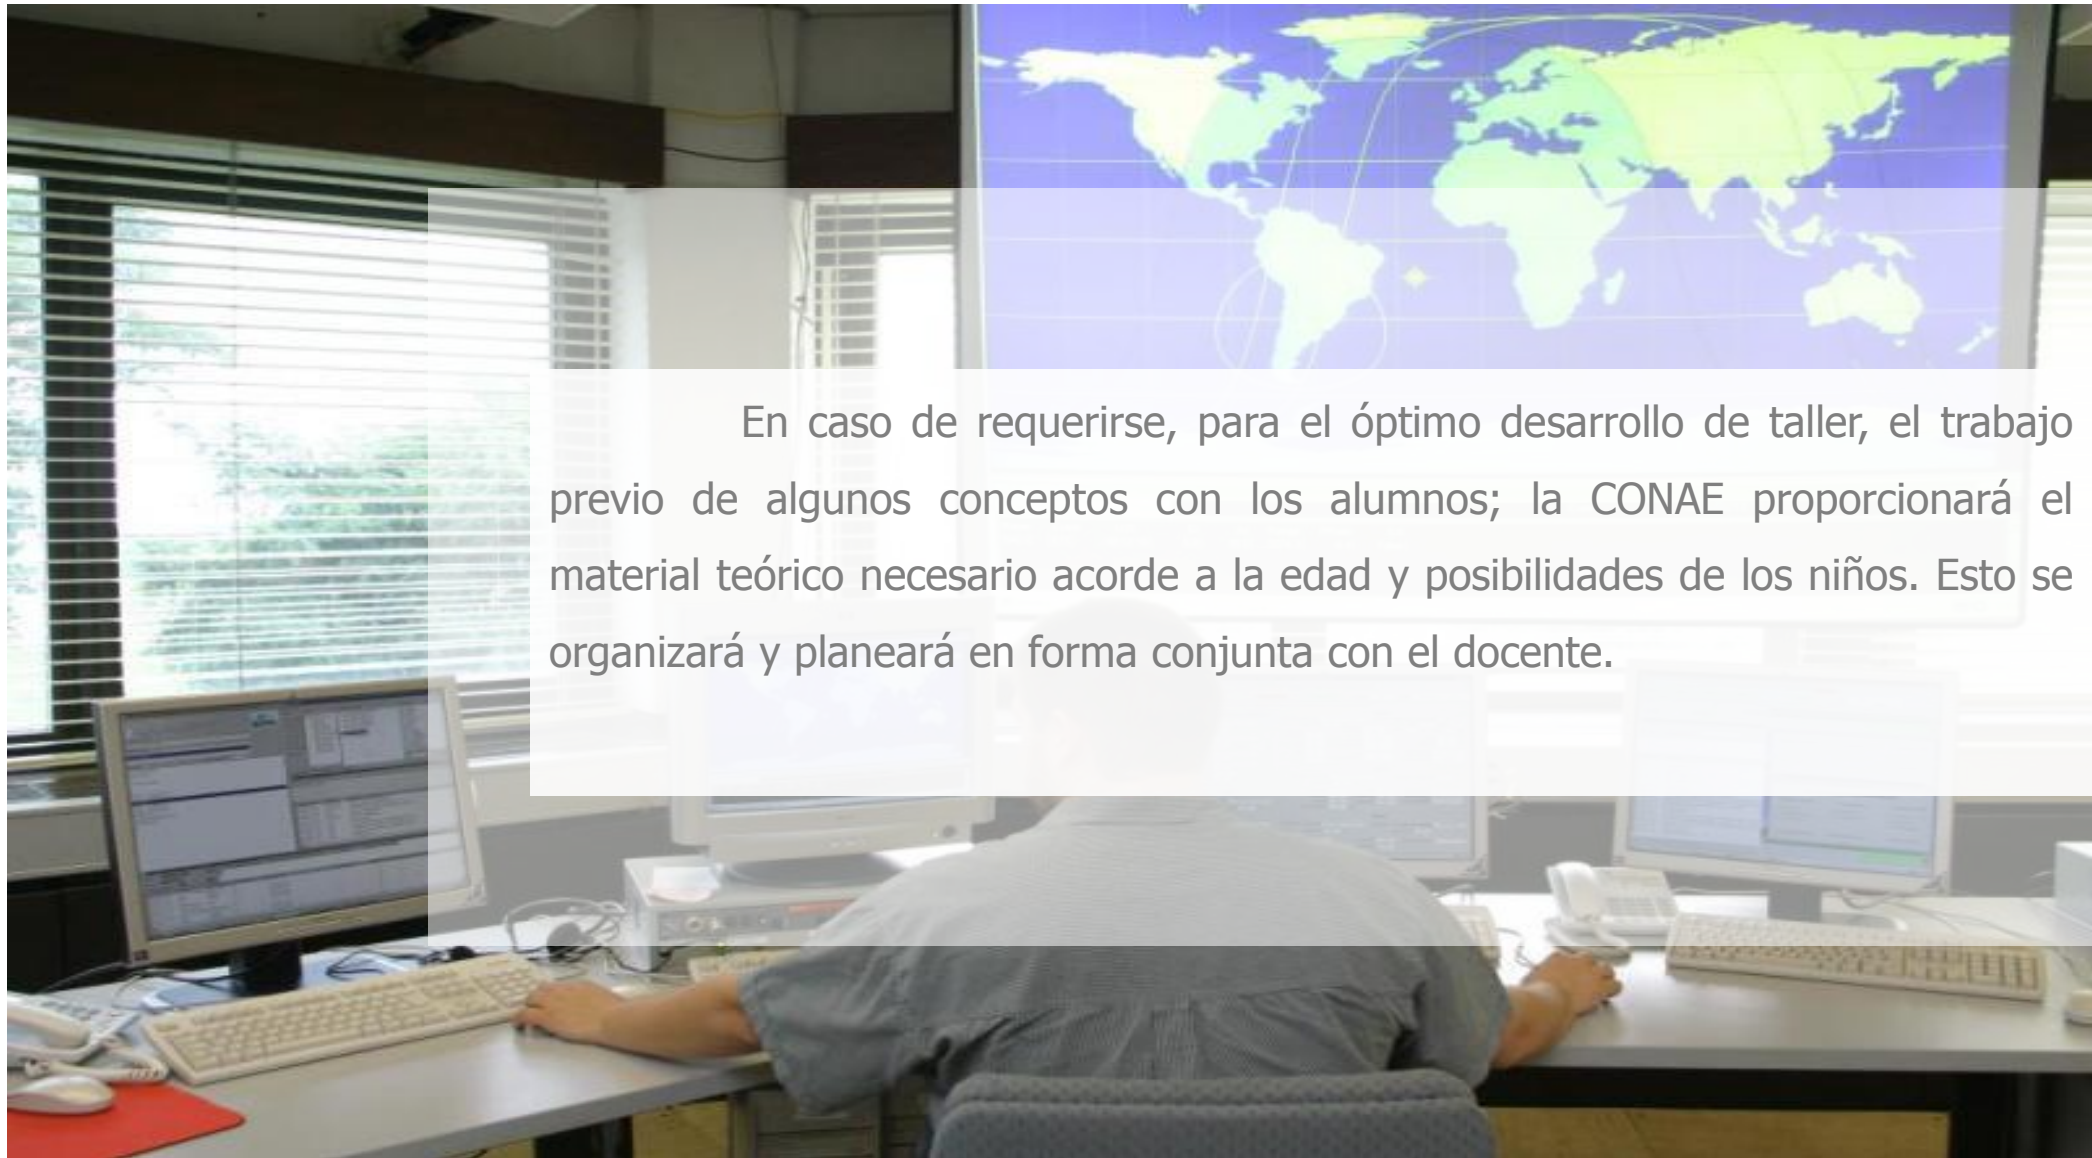 En caso de requerirse, para el óptimo desarrollo de taller, el trabajo
previo de algunos conceptos con los alumnos; la CONAE proporcionará el
material teórico necesario acorde a la edad y posibilidades de los niños. Esto se
organizará y planeará en forma conjunta con el docente.